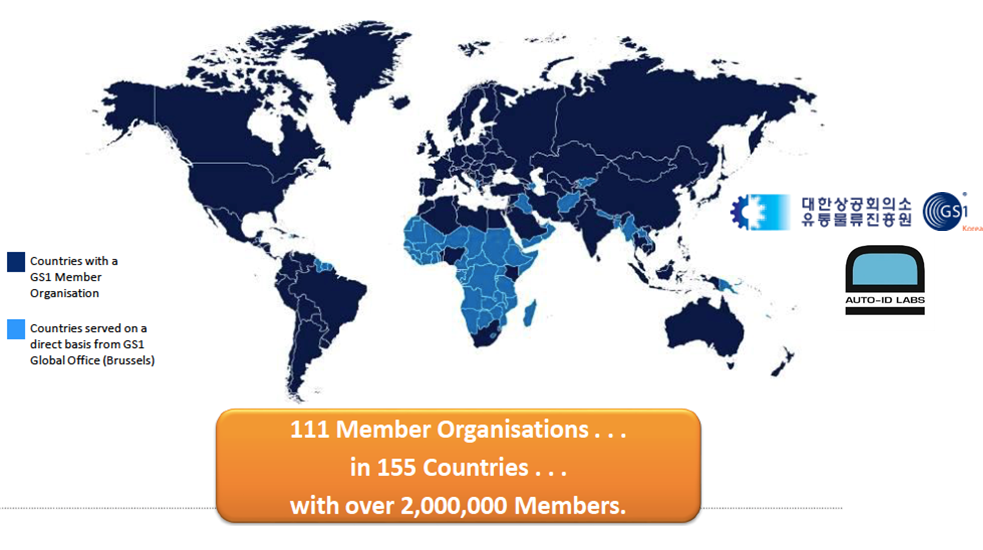 대한상공회의소
유통물류진흥원
GS1
®
Korea
AUTO-ID LABS
Countries with a
GS1 Member
Organisation
Countries served on a
direct basis from GS1
Global Office (Brussels)
111 Member Organisations . . .
in 155 Countries . . .
with over 2,000,000 Members.